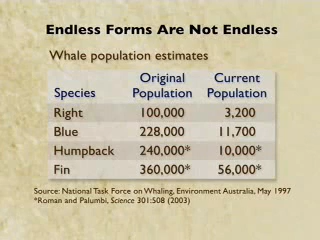 Endless Forms Are Not Endless
Whale population estimates
Species Original Population Current Population
Right 100,000 3,200
Blue 228,000 11,700
Humpback 240,000* 10,000*
Fin 360,000* 56,000*
Source: National Task Force on Whaling, Environment Australia, May 1997
*Roman and Palumbi, Science 301:508 (2003)